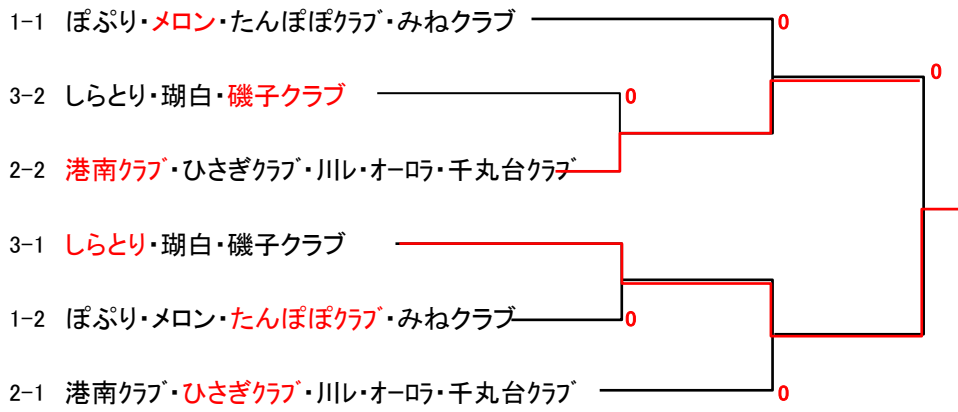 1-1 ぽぷり・メロン・たんぽぽｸﾗﾌﾞ・みねクラブ
0
0
3-2 しらとり・瑚白・磯子クラブ
0
2-2 港南ｸﾗﾌﾞ・ひさぎｸﾗﾌﾞ・川ﾚ・ｵｰﾛﾗ・千丸台ｸﾗﾌﾞ
3-1 しらとり・瑚白・磯子クラブ
1-2 ぽぷり・メロン・たんぽぽｸﾗﾌﾞ・みねクラブ
0
2-1 港南ｸﾗﾌﾞ・ひさぎｸﾗﾌﾞ・川ﾚ・ｵｰﾛﾗ・千丸台ｸﾗﾌﾞ
0